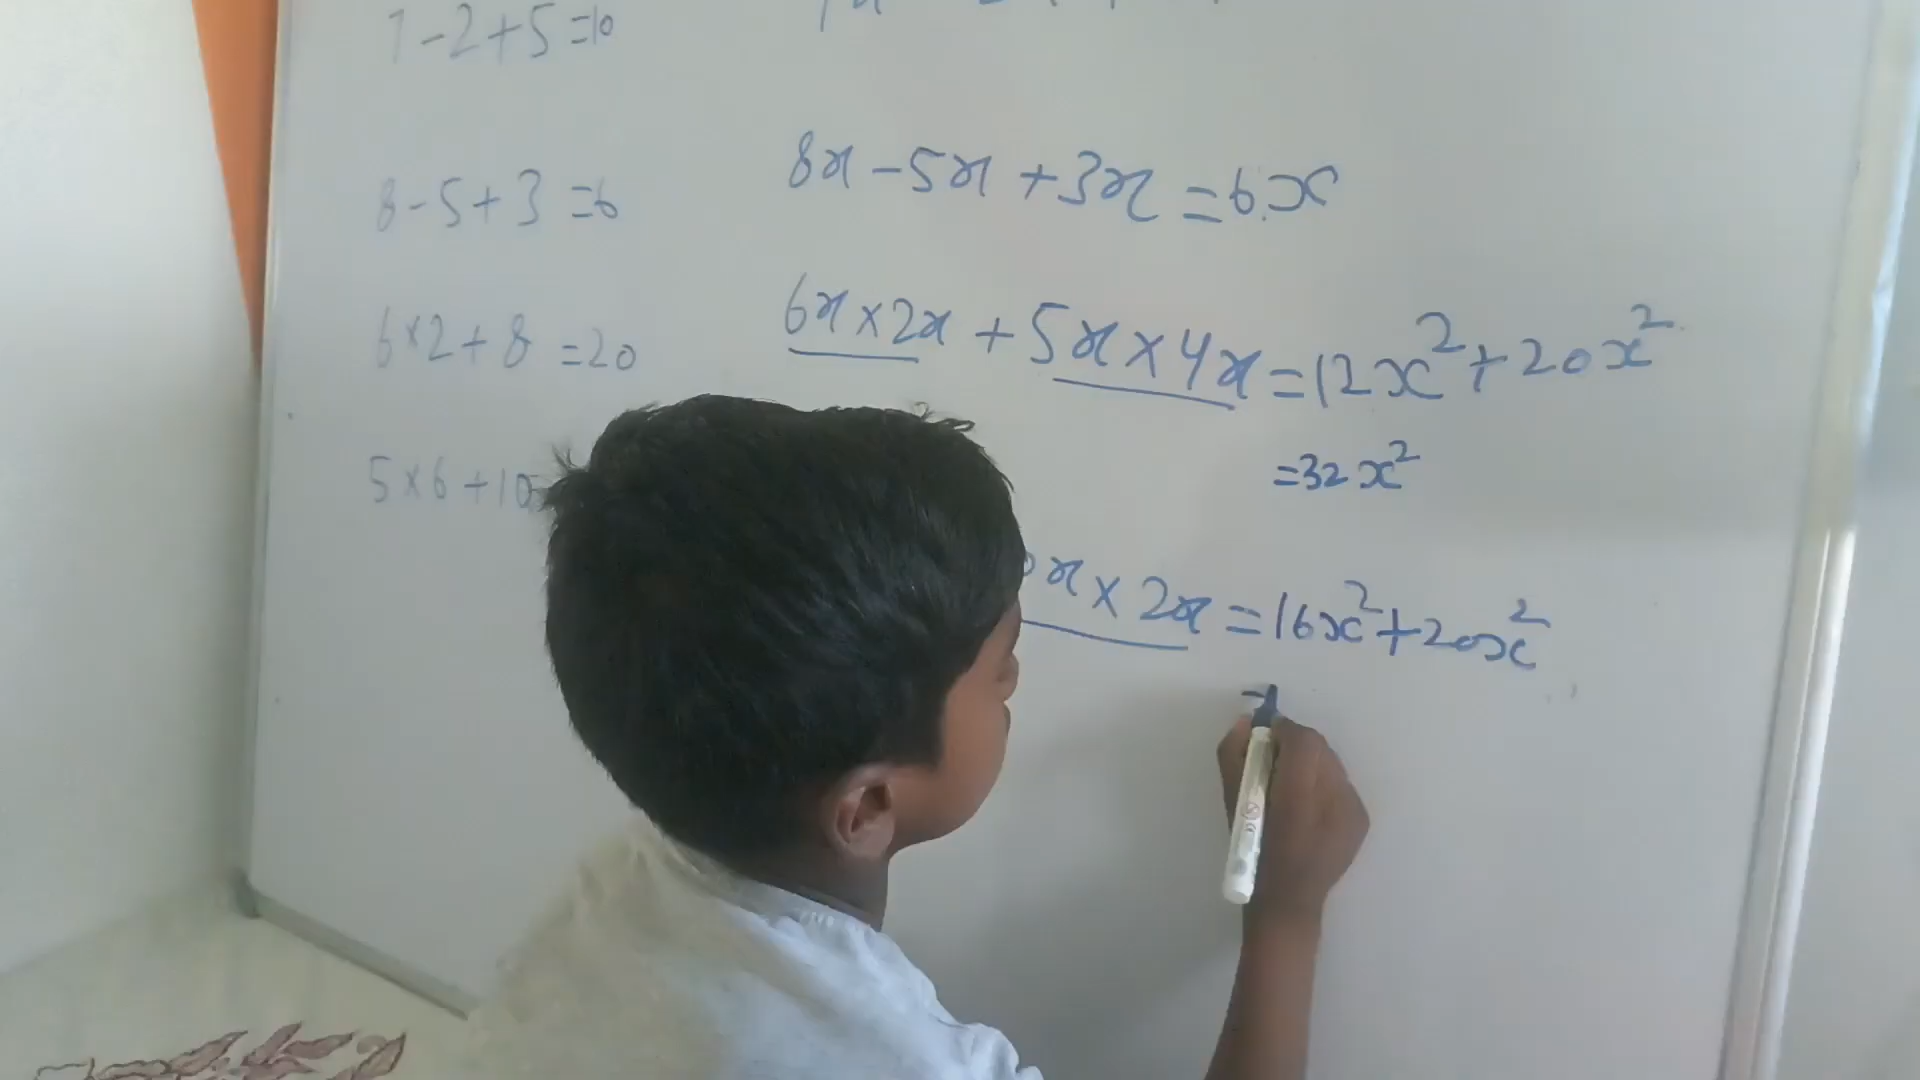 7-2+5=10
8-5+3=6
6×2+8=20
5×6+10
8x-5x+3x=6x
6x×2x+5x×4x=12x²+20x²
=32x²
x×2x=16x²+20x²